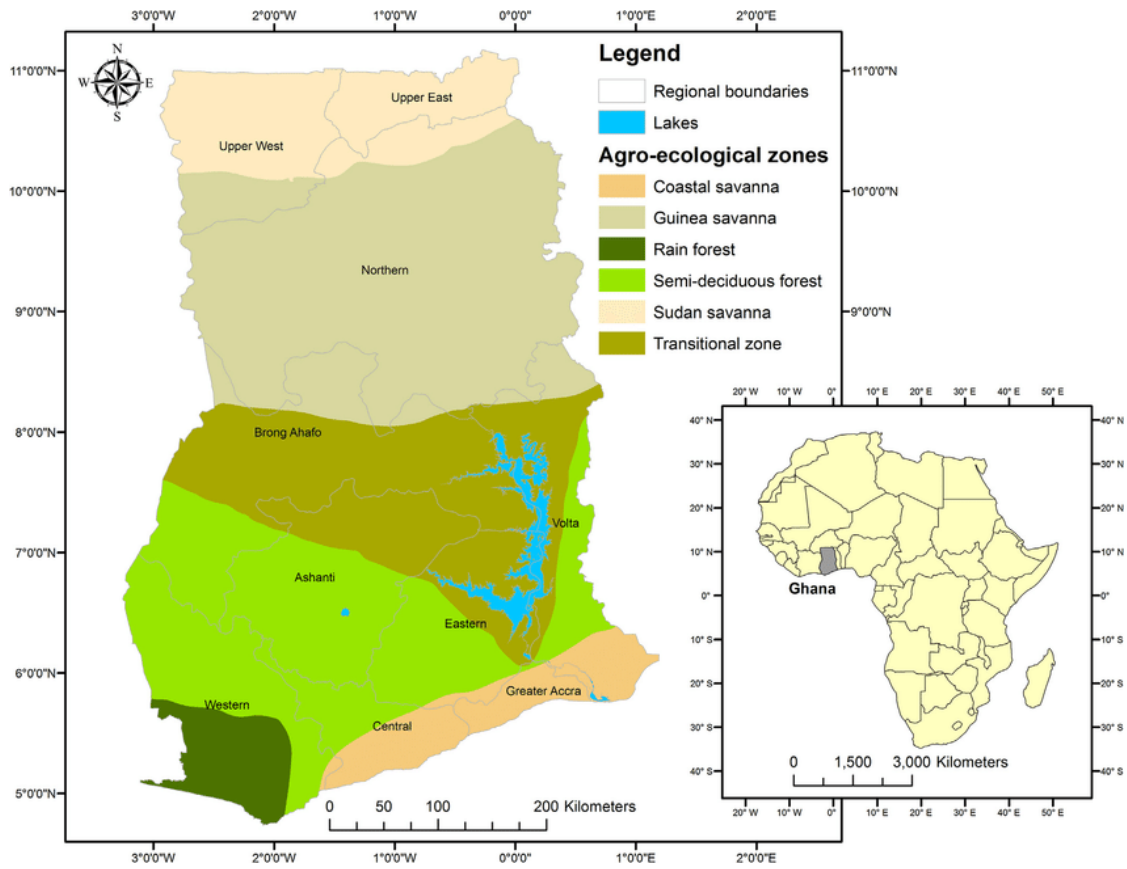 3°0'0"W 2°0'0"W 1°0'0"W 0°0'0" 1°0'0"E 2°0'0"E
N
W E
S
11°0'0"N
10°0'0"N
9°0'0"N
8°0'0"N
7°0'0"N
6°0'0"N
5°0'0"N
Upper East
Upper West
Northern
Brong Ahafo
Volta
Ashanti
Eastern
Western
Greater Accra
Central
0 50 100 200 Kilometers
3°0'0"W 2°0'0"W 1°0'0"W 0°0'0" 1°0'0"E 2°0'0"E
Legend
Regional boundaries
Lakes
Agro-ecological zones
Coastal savanna
Guinea savanna
Rain forest
Semi-deciduous forest
Sudan savanna
Transitional zone
11°0'0"N
10°0'0"N
9°0'0"N
20° W 10° W 0° 10° E 20° E 30° E 40° E 50° E
40° N 40° N
30° N 30° N
20° N 20° N
10° N 10° N
Ghana
0° 0°
10° S 10° S
20° S 20° S
30° S 30° S
0 1,500 3,000 Kilometers
40° S 40° S
20° W 10° W 0° 10° E 20° E 30° E 40° E 50° E